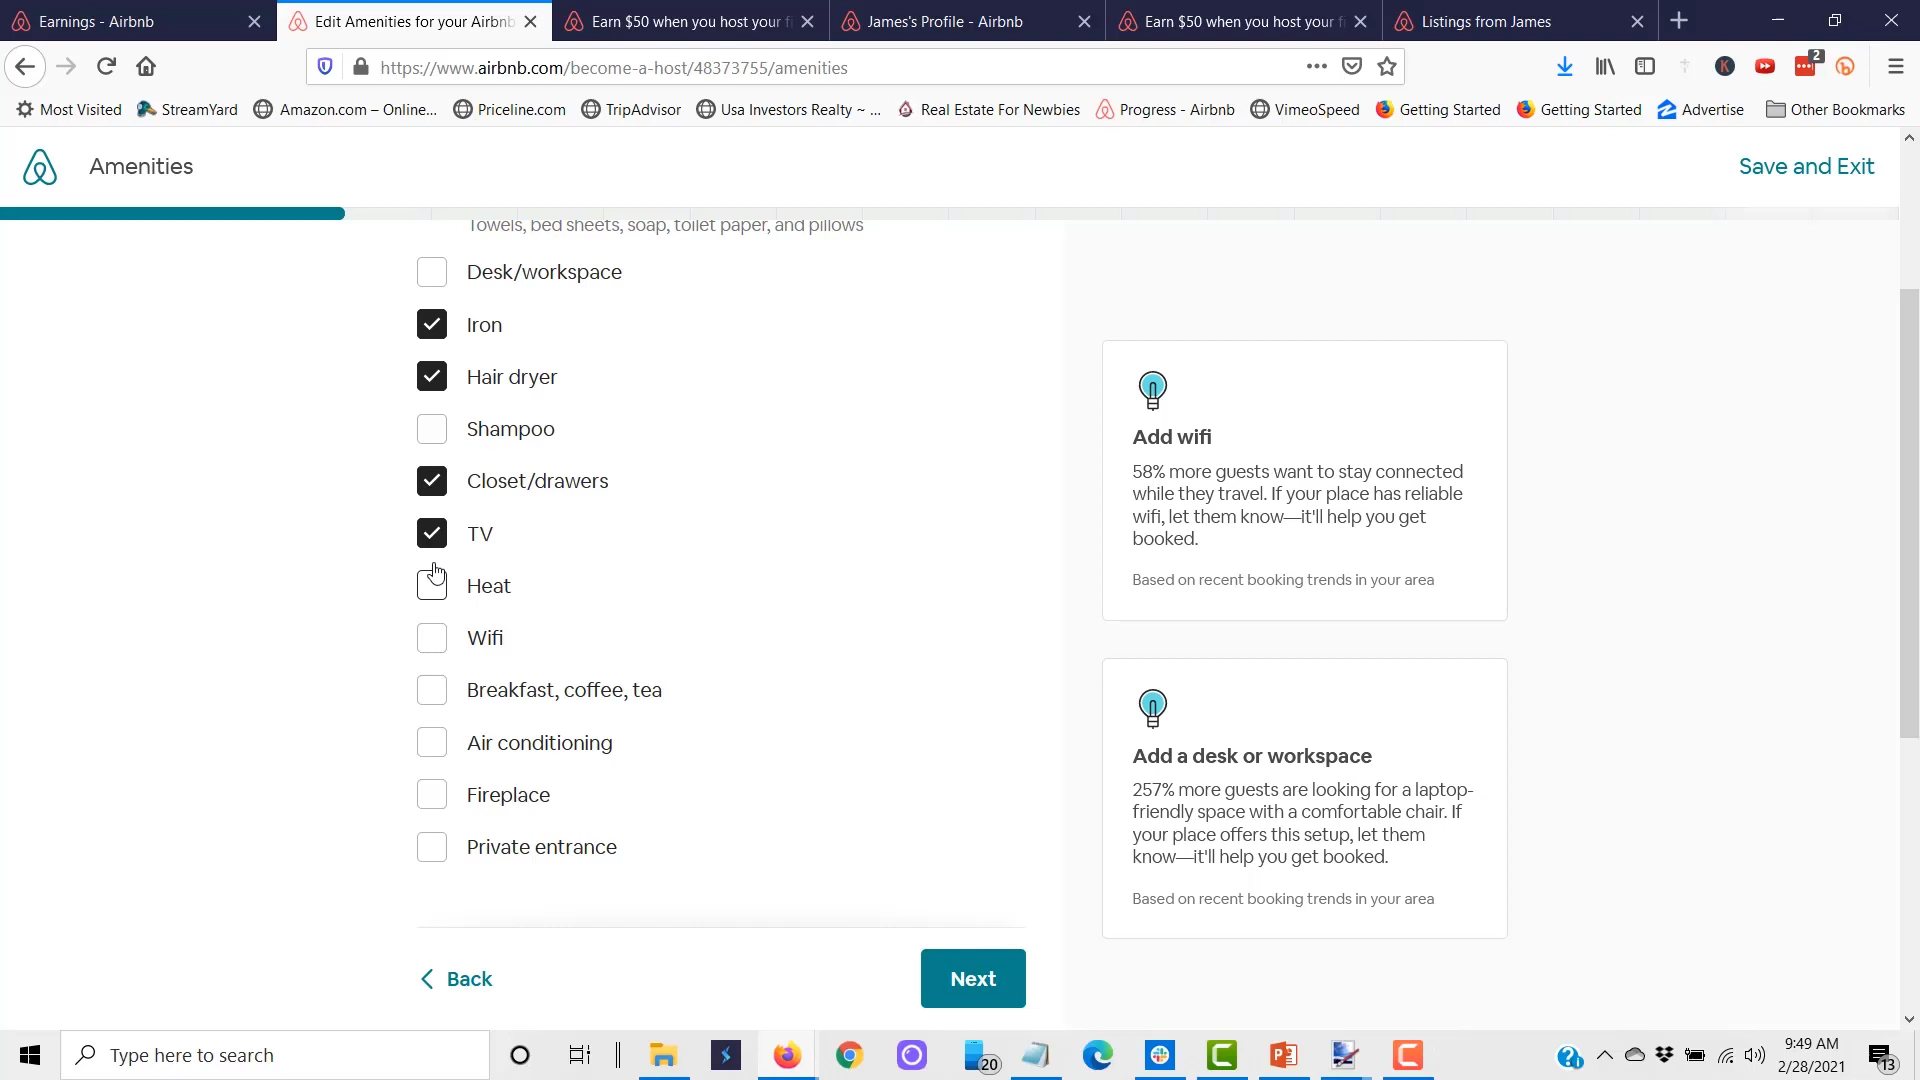 Earnings - Airbnb
Edit Amenities for your Airbnb
Earn $50 when you host your fi
James's Profile - Airbnb
Earn $50 when you host your fi
Listings from James
https://www.airbnb.com/become-a-host/48373755/amenities
2
Most Visited
StreamYard
Amazon.com – Online...
Priceline.com
TripAdvisor
Usa Investors Realty ~ ...
Real Estate For Newbies
Progress - Airbnb
VimeoSpeed
Getting Started
Getting Started
Advertise
Other Bookmarks
Amenities
Save and Exit
Towels, bed sheets, soap, toilet paper, and pillows
Desk/workspace
Iron
Hair dryer
Shampoo
Closet/drawers
TV
Heat
Wifi
Breakfast, coffee, tea
Air conditioning
Fireplace
Private entrance
Back
Next
Add wifi
58% more guests want to stay connected
while they travel. If your place has reliable
wifi, let them know—it'll help you get
booked.
Based on recent booking trends in your area
Add a desk or workspace
257% more guests are looking for a laptop-
friendly space with a comfortable chair. If
your place offers this setup, let them
know—it'll help you get booked.
Based on recent booking trends in your area
Type here to search
20
9:49 AM
2/28/2021
13